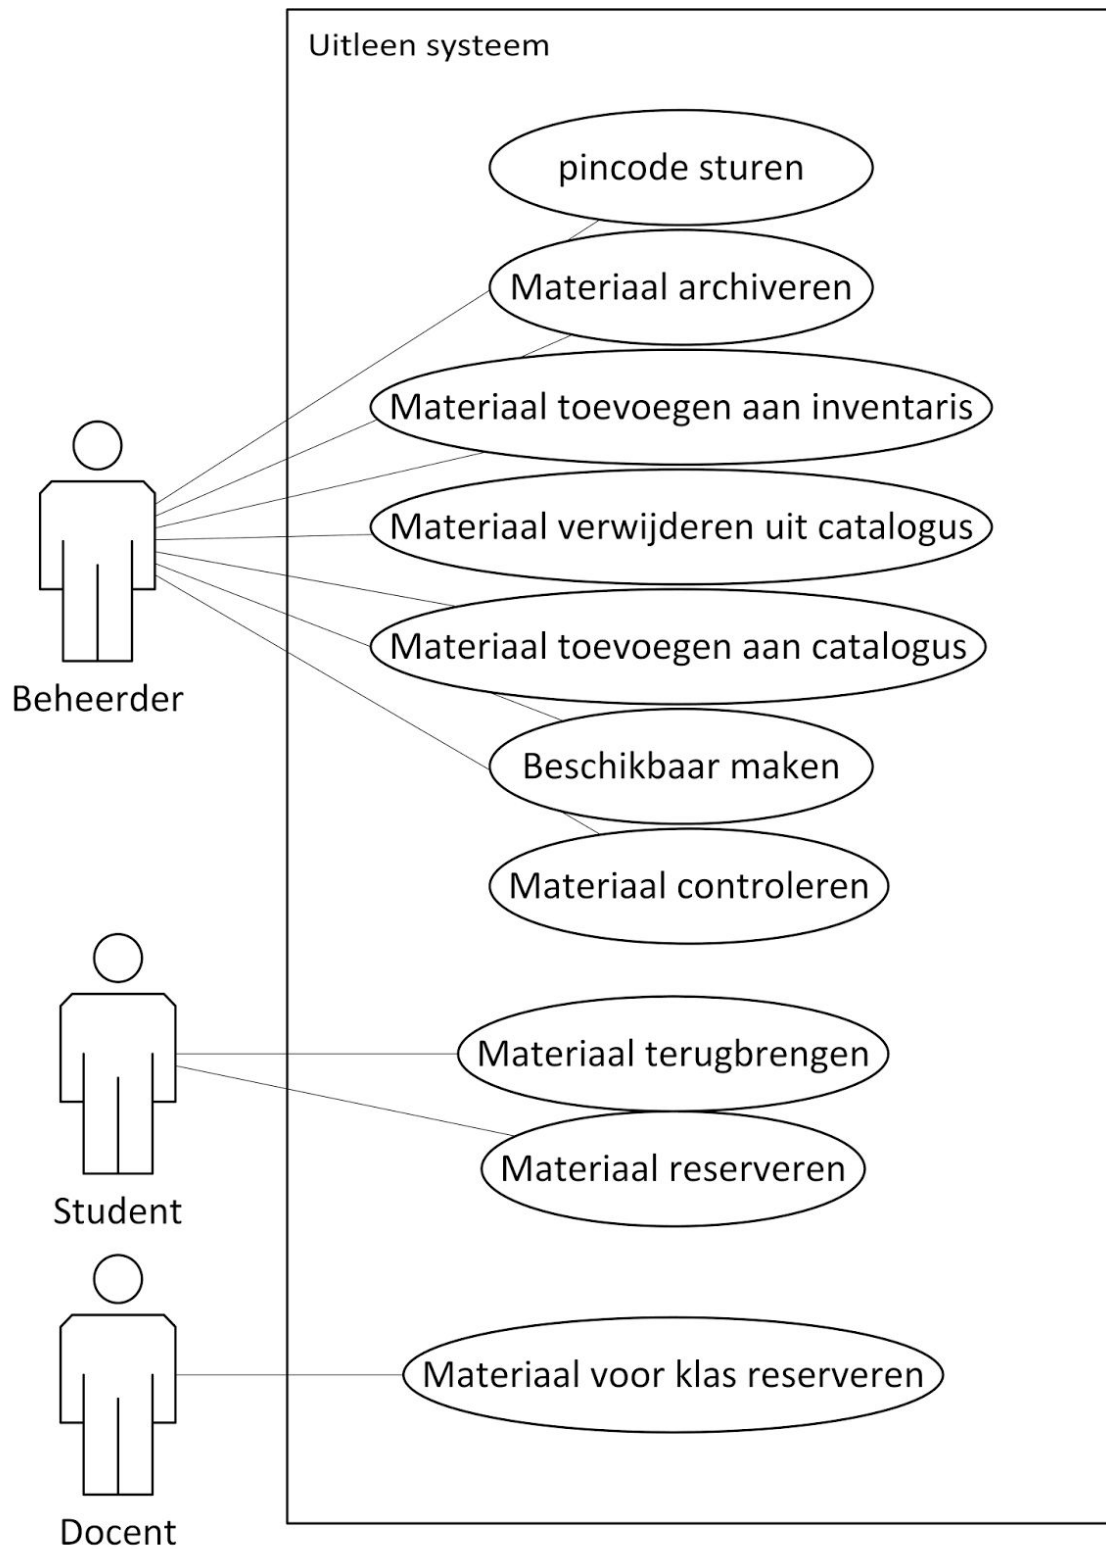 Uitleen systeem
pincode sturen
Materiaal archiveren
Materiaal toevoegen aan inventaris
Materiaal verwijderen uit catalogus
Materiaal toevoegen aan catalogus
Beheerder
Beschikbaar maken
Materiaal controleren
Materiaal terugbrengen
Materiaal reserveren
Student
Materiaal voor klas reserveren
Docent